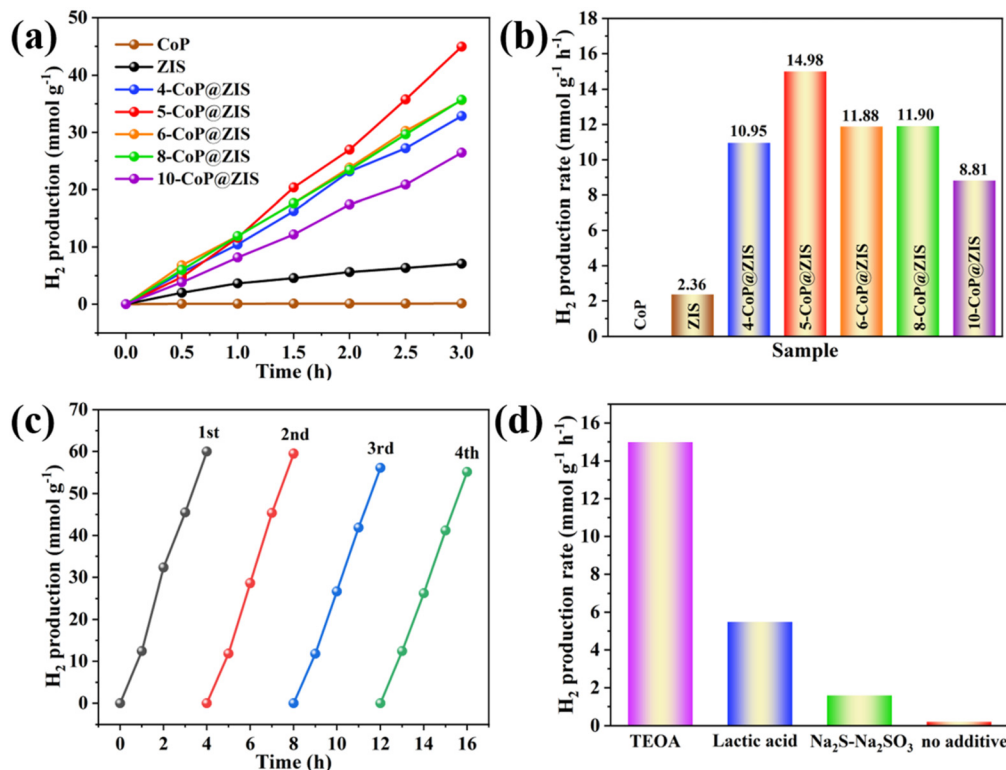 (a)
H₂ production (mmol g⁻¹)
50
40
30
20
10
0
CoP
ZIS
4-CoP@ZIS
5-CoP@ZIS
6-CoP@ZIS
8-CoP@ZIS
10-CoP@ZIS
0.0 0.5 1.0 1.5 2.0 2.5 3.0
Time (h)
(b)
H₂ production rate (mmol g⁻¹ h⁻¹)
18
16
14
12
10
8
6
4
2
0
2.36
10.95
14.98
11.88
11.90
8.81
CoP
ZIS
4-CoP@ZIS
5-CoP@ZIS
6-CoP@ZIS
8-CoP@ZIS
10-CoP@ZIS
Sample
(c)
H₂ production (mmol g⁻¹)
70
60
50
40
30
20
10
0
1st
2nd
3rd
4th
0 2 4 6 8 10 12 14 16
Time (h)
(d)
H₂ production rate (mmol g⁻¹ h⁻¹)
16
14
12
10
8
6
4
2
0
TEOA Lactic acid Na₂S-Na₂SO₃ no additive